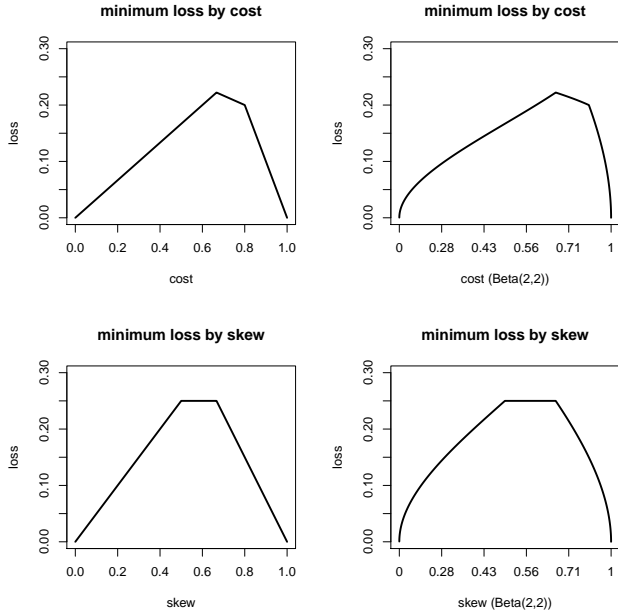 minimum loss by cost
0.30
0.20
0.10
0.00
loss
0.0 0.2 0.4 0.6 0.8 1.0
cost
minimum loss by cost
0.30
0.20
0.10
0.00
loss
0 0.28 0.43 0.56 0.71 1
cost (Beta(2,2))
minimum loss by skew
0.30
0.20
0.10
0.00
loss
0.0 0.2 0.4 0.6 0.8 1.0
skew
minimum loss by skew
0.30
0.20
0.10
0.00
loss
0 0.28 0.43 0.56 0.71 1
skew (Beta(2,2))